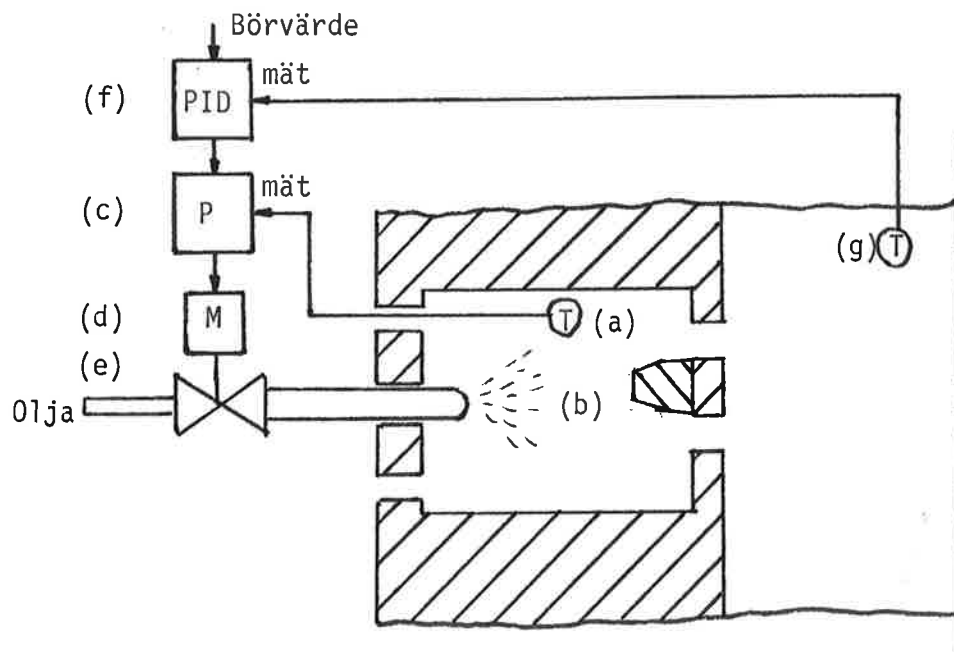 Börvärde
(f) PID mät
(c) P mät
(g) T
(d) M
T (a)
(e)
Olja
(b)